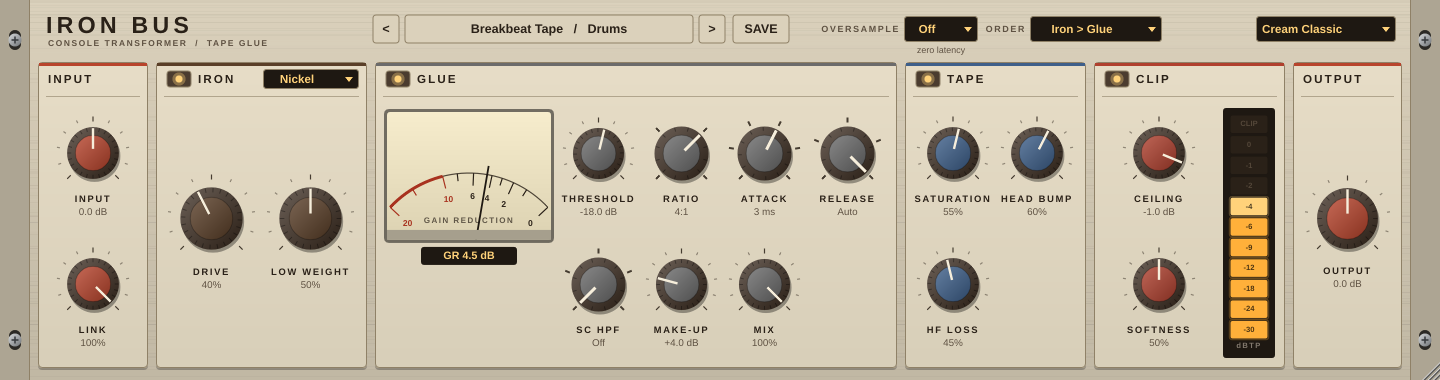 IRON BUS
CONSOLE TRANSFORMER / TAPE GLUE
<
Breakbeat Tape / Drums
>
SAVE
OVERSAMPLE
Off
zero latency
ORDER
Iron > Glue
Cream Classic
INPUT
INPUT
0.0 dB
LINK
100%
IRON
Nickel
DRIVE
40%
LOW WEIGHT
50%
GLUE
20 10 6 4 2 0
GAIN REDUCTION
GR 4.5 dB
THRESHOLD
-18.0 dB
RATIO
4:1
ATTACK
3 ms
RELEASE
Auto
SC HPF
Off
MAKE-UP
+4.0 dB
MIX
100%
TAPE
SATURATION
55%
HEAD BUMP
60%
HF LOSS
45%
CLIP
CEILING
-1.0 dB
SOFTNESS
50%
CLIP
0
-1
-2
-4
-6
-9
-12
-18
-24
-30
dBTP
OUTPUT
OUTPUT
0.0 dB